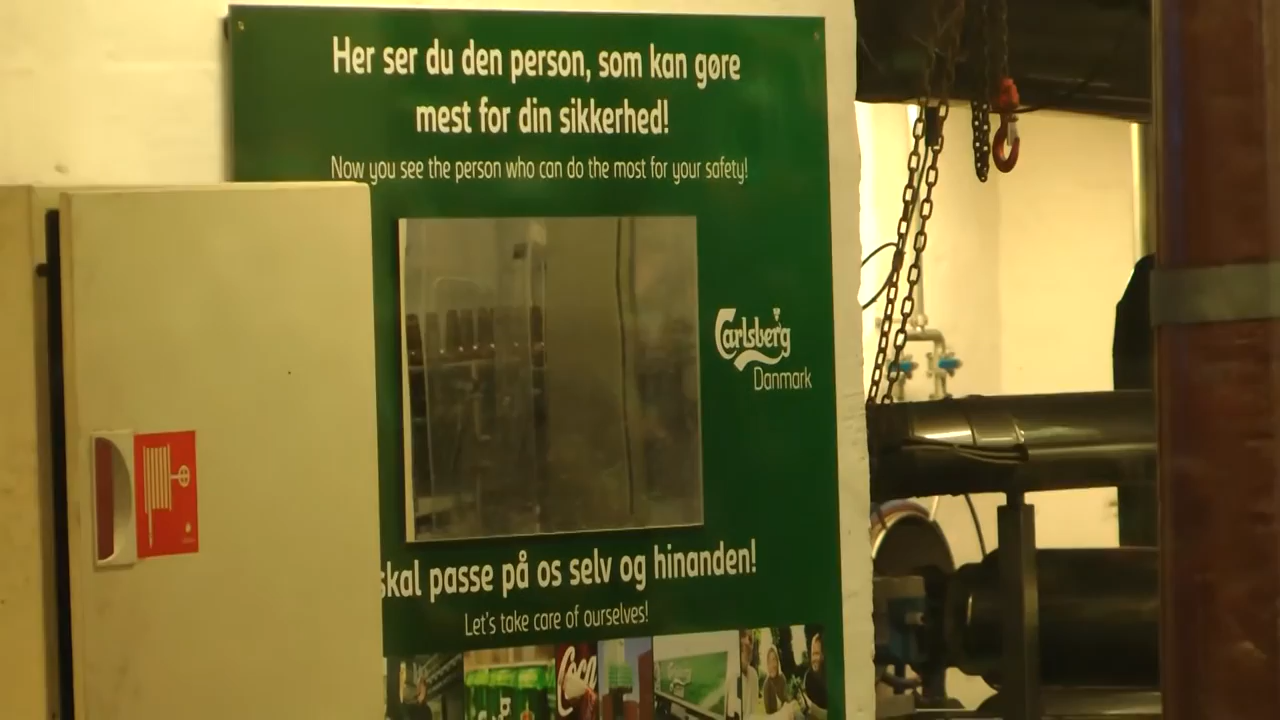 Her ser du den person, som kan gøre
mest for din sikkerhed!
Now you see the person who can do the most for your safety!
Carlsberg
Danmark
skal passe på os selv og hinanden!
Let's take care of ourselves!
Coca